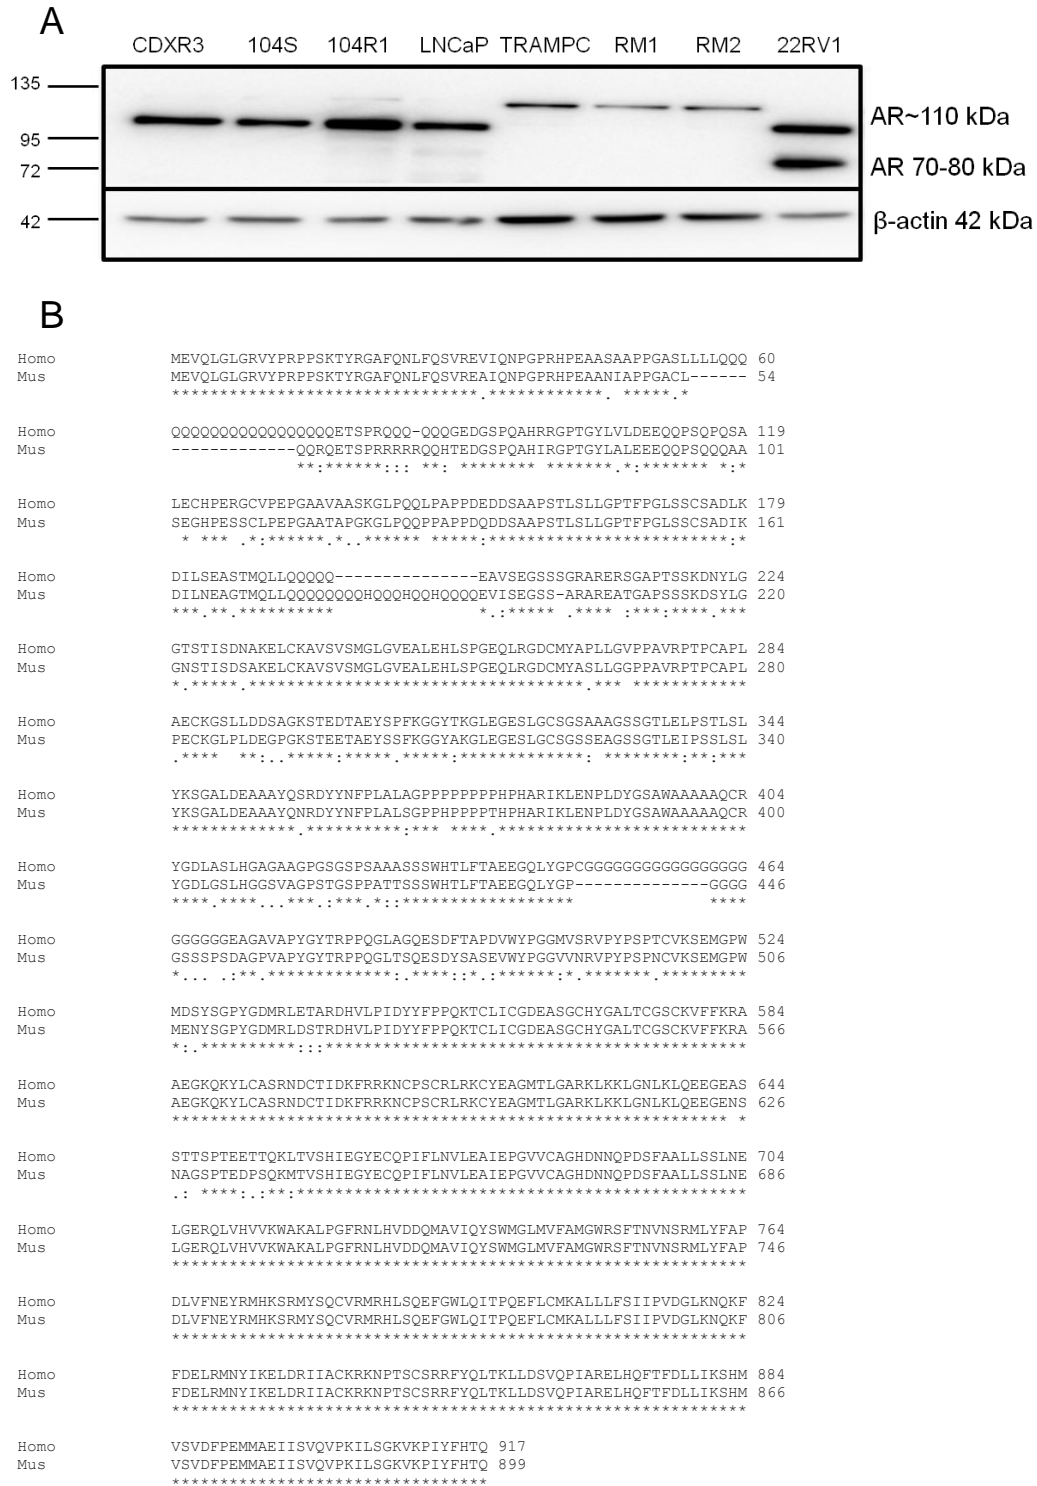 A
CDXR3 104S 104R1 LNCaP TRAMPC RM1 RM2 22RV1
135
AR~110 kDa
95
AR 70-80 kDa
72
42
β-actin 42 kDa
B
Homo MEVQLGLGRVYPRPPSKTYRGAFQNLFQSVREVIQNPGPRHPEAASAAPPGASLLLLQQQ 60
Mus MEVQLGLGRVYPRPPSKTYRGAFQNLFQSVREAIQNPGPRHPEAANIAPPGACL------ 54
********************************.************. *****.*
Homo QQQQQQQQQQQQQQQQQETSPRQQQ-QQQGEDGSPQAHRRGPTGYLVLDEEQQPSQPQSA 119
Mus -------------QQRQETSPRRRRRQQHTEDGSPQAHIRGPTGYLALEEEQQPSQQQAA 101
**:******::: **: ******** *******.*:******* *:*
Homo LECHPERGCVPEPGAAVAASKGLPQQLPAPPDEDDSAAPSTLSLLGPTFPGLSSCSADLK 179
Mus SEGHPESSCLPEPGAATAPGKGLPQQPPAPPDQDDSAAPSTLSLLGPTFPGLSSCSADIK 161
* *** .*:******.*..****** *****:*************************:*
Homo DILSEASTMQLLQQQQQ---------------EAVSEGSSSGRARERSGAPTSSKDNYLG 224
Mus DILNEAGTMQLLQQQQQQQQHQQQHQQHQQQQEVISEGSS-ARAREATGAPSSSKDSYLG 220
***.**.********** *.:***** .**** :***:****.***
Homo GTSTISDNAKELCKAVSVSMGLGVEALEHLSPGEQLRGDCMYAPLLGVPPAVRPTPCAPL 284
Mus GNSTISDSAKELCKAVSVSMGLGVEALEHLSPGEQLRGDCMYASLLGGPPAVRPTPCAPL 280
*.*****.***********************************.*** ************
Homo AECKGSLLDDSAGKSTEDTAEYSPFKGGYTKGLEGESLGCSGSAAAGSSGTLELPSTLSL 344
Mus PECKGLPLDEGPGKSTEETAEYSSFKGGYAKGLEGESLGCSGSSEAGSSGTLEIPSSLSL 340
.**** **:..*****:*****.*****:*************: ********:**:***
Homo YKSGALDEAAAYQSRDYYNFPLALAGPPPPPPPPHPHARIKLENPLDYGSAWAAAAAQCR 404
Mus YKSGALDEAAAYQNRDYYNFPLALSGPPHPPPPTHPHARIKLENPLDYGSAWAAAAAQCR 400
*************.**********:*** ****.**************************
Homo YGDLASLHGAGAAGPGSGSPSAAASSSWHTLFTAEEGQLYGPCGGGGGGGGGGGGGGGGG 464
Mus YGDLGSLHGGSVAGPSTGSPPATTSSSWHTLFTAEEGQLYGP--------------GGGG 446
****.****...***.:***.*::****************** ****
Homo GGGGGGEAGAVAPYGYTRPPQGLAGQESDFTAPDVWYPGGMVSRVPYPSPTCVKSEMGPW 524
Mus GSSSPSDAGPVAPYGYTRPPQGLTSQESDYSASEVWYPGGVVNRVPYPSPNCVKSEMGPW 506
*... .:**.*************:.****::*.:******:*.*******.*********
Homo MDSYSGPYGDMRLETARDHVLPIDYYFPPQKTCLICGDEASGCHYGALTCGSCKVFFKRA 584
Mus MENYSGPYGDMRLDSTRDHVLPIDYYFPPQKTCLICGDEASGCHYGALTCGSCKVFFKRA 566
*:.**********:::********************************************
Homo AEGKQKYLCASRNDCTIDKFRRKNCPSCRLRKCYEAGMTLGARKLKKLGNLKLQEEGEAS 644
Mus AEGKQKYLCASRNDCTIDKFRRKNCPSCRLRKCYEAGMTLGARKLKKLGNLKLQEEGENS 626
********************************************************** *
Homo STTSPTEETTQKLTVSHIEGYECQPIFLNVLEAIEPGVVCAGHDNNQPDSFAALLSSLNE 704
Mus NAGSPTEDPSQKMTVSHIEGYECQPIFLNVLEAIEPGVVCAGHDNNQPDSFAALLSSLNE 686
.: ****:.:**:***********************************************
Homo LGERQLVHVVKWAKALPGFRNLHVDDQMAVIQYSWMGLMVFAMGWRSFTNVNSRMLYFAP 764
Mus LGERQLVHVVKWAKALPGFRNLHVDDQMAVIQYSWMGLMVFAMGWRSFTNVNSRMLYFAP 746
************************************************************
Homo DLVFNEYRMHKSRMYSQCVRMRHLSQEFGWLQITPQEFLCMKALLLFSIIPVDGLKNQKF 824
Mus DLVFNEYRMHKSRMYSQCVRMRHLSQEFGWLQITPQEFLCMKALLLFSIIPVDGLKNQKF 806
************************************************************
Homo FDELRMNYIKELDRIIACKRKNPTSCSRRFYQLTKLLDSVQPIARELHQFTFDLLIKSHM 884
Mus FDELRMNYIKELDRIIACKRKNPTSCSRRFYQLTKLLDSVQPIARELHQFTFDLLIKSHM 866
************************************************************
Homo VSVDFPEMMAEIISVQVPKILSGKVKPIYFHTQ 917
Mus VSVDFPEMMAEIISVQVPKILSGKVKPIYFHTQ 899
*********************************